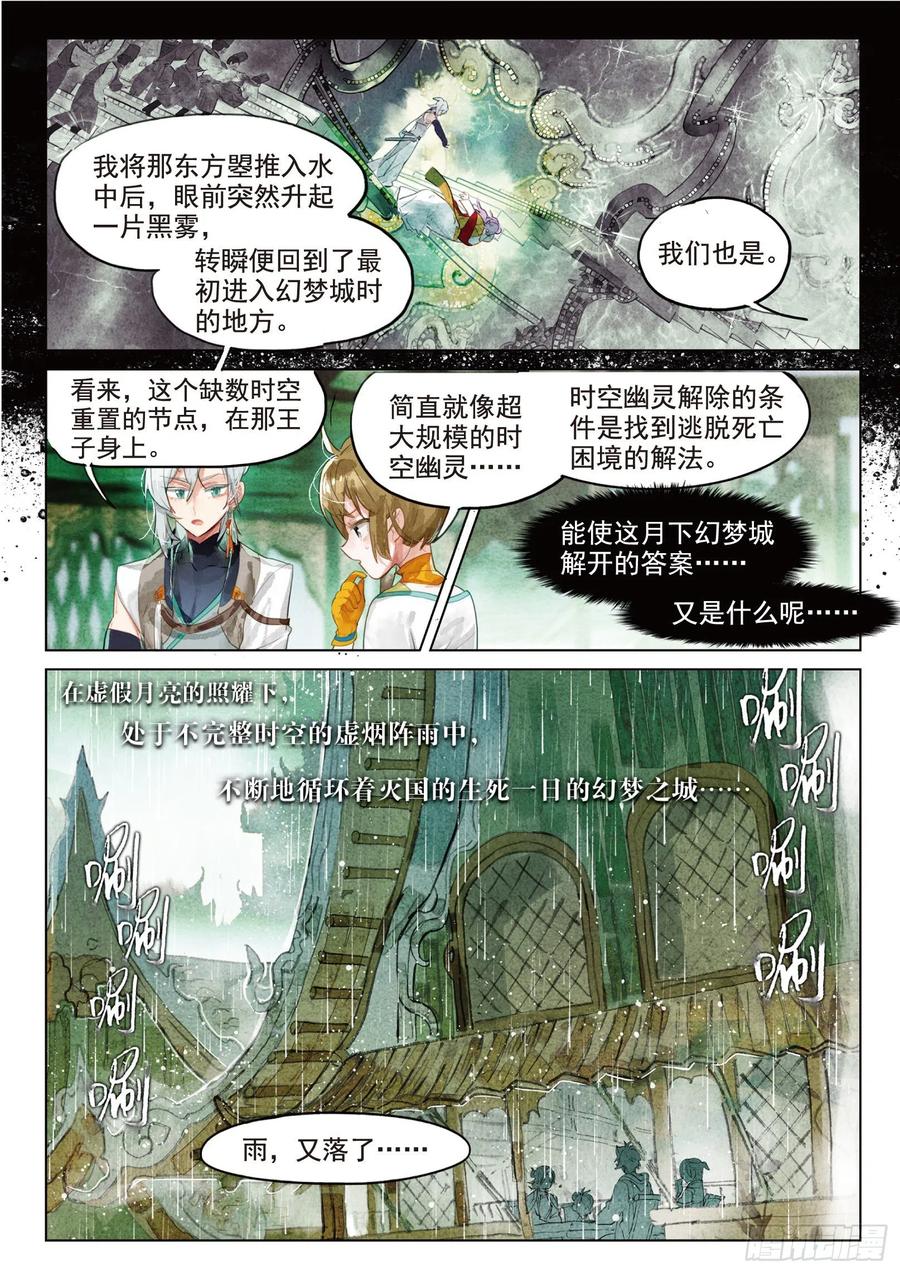 我将那东方曌推入水
中后，眼前突然升起
一片黑雾，
转瞬便回到了最
初进入幻梦城时
的地方。
我们也是。
看来，这个缺数时空
重置的节点，在那王
子身上。
简直就像超
大规模的时
空幽灵……
时空幽灵解除的条
件是找到逃脱死亡
困境的解法。
能使这月下幻梦城
解开的答案……
又是什么呢……
在虚假月亮的照耀下，
处于不完整时空的虚烟阵雨中，
不断地循环着灭国的生死一日的幻梦之城……
唰
唰
唰
唰
唰
唰
唰
唰
雨，又落了……
腾讯动漫